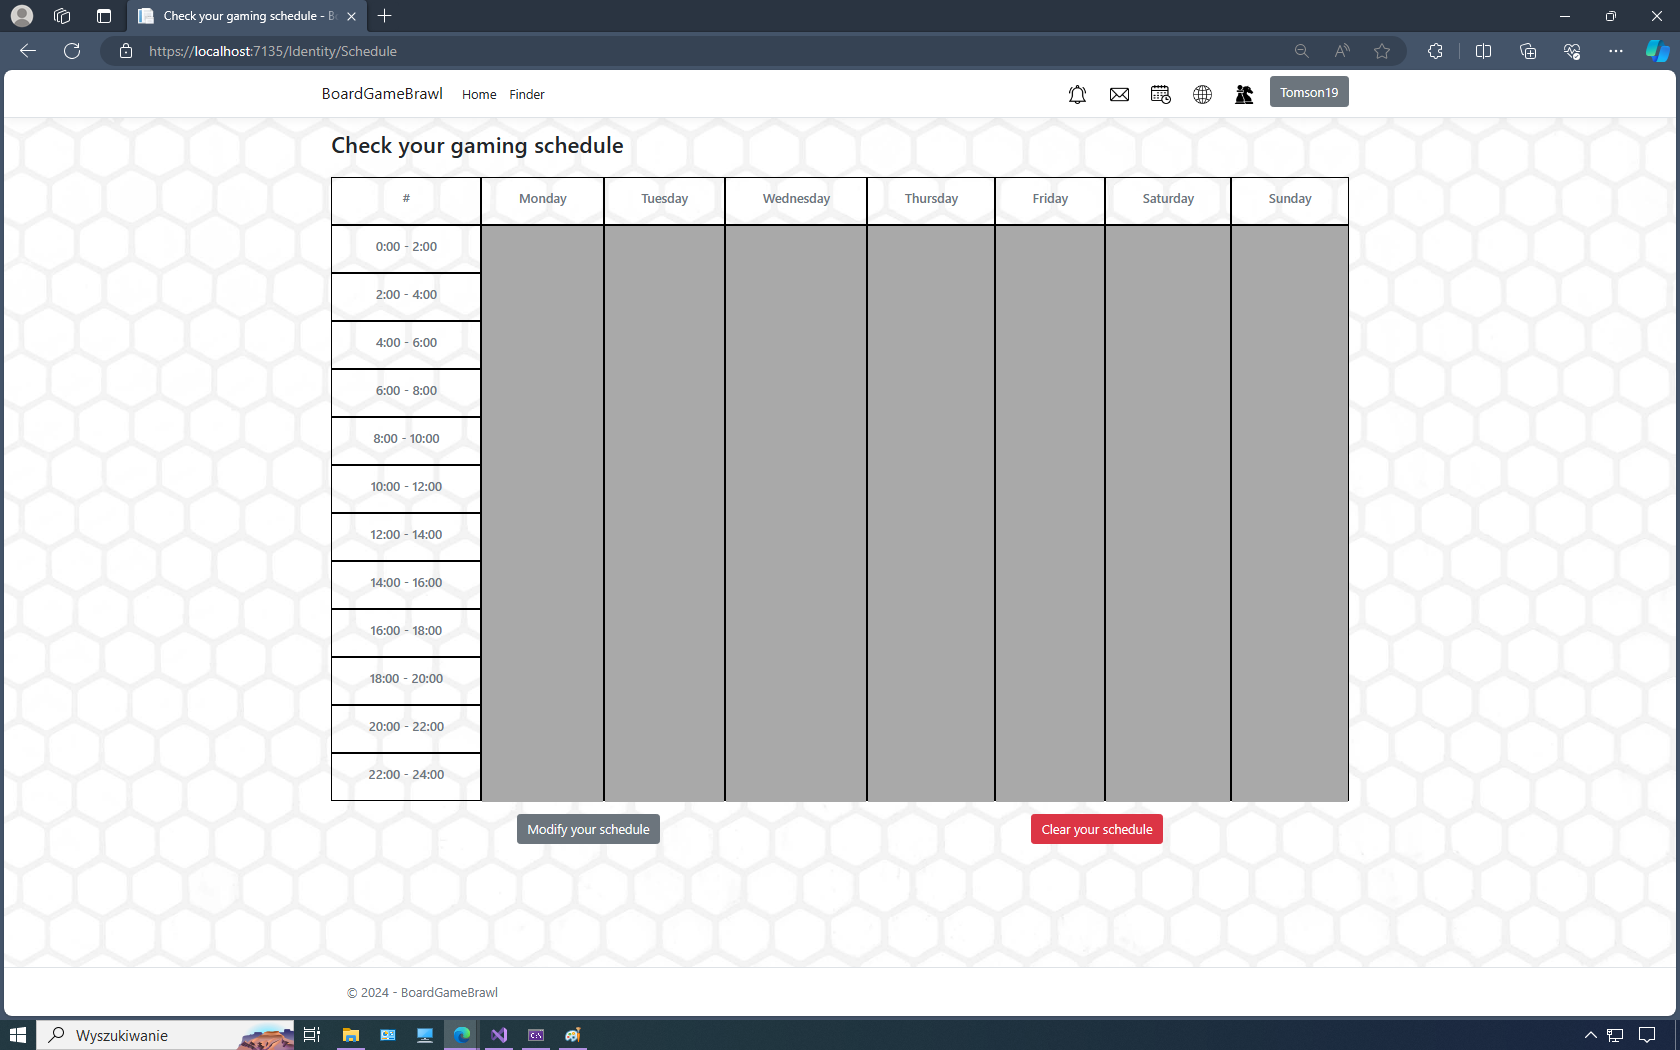 Check your gaming schedule - B
https://localhost:7135/Identity/Schedule
BoardGameBrawl Home Finder Tomson19
Check your gaming schedule
# Monday Tuesday Wednesday Thursday Friday Saturday Sunday
0:00 - 2:00
2:00 - 4:00
4:00 - 6:00
6:00 - 8:00
8:00 - 10:00
10:00 - 12:00
12:00 - 14:00
14:00 - 16:00
16:00 - 18:00
18:00 - 20:00
20:00 - 22:00
22:00 - 24:00
Modify your schedule Clear your schedule
© 2024 - BoardGameBrawl
Wyszukiwanie